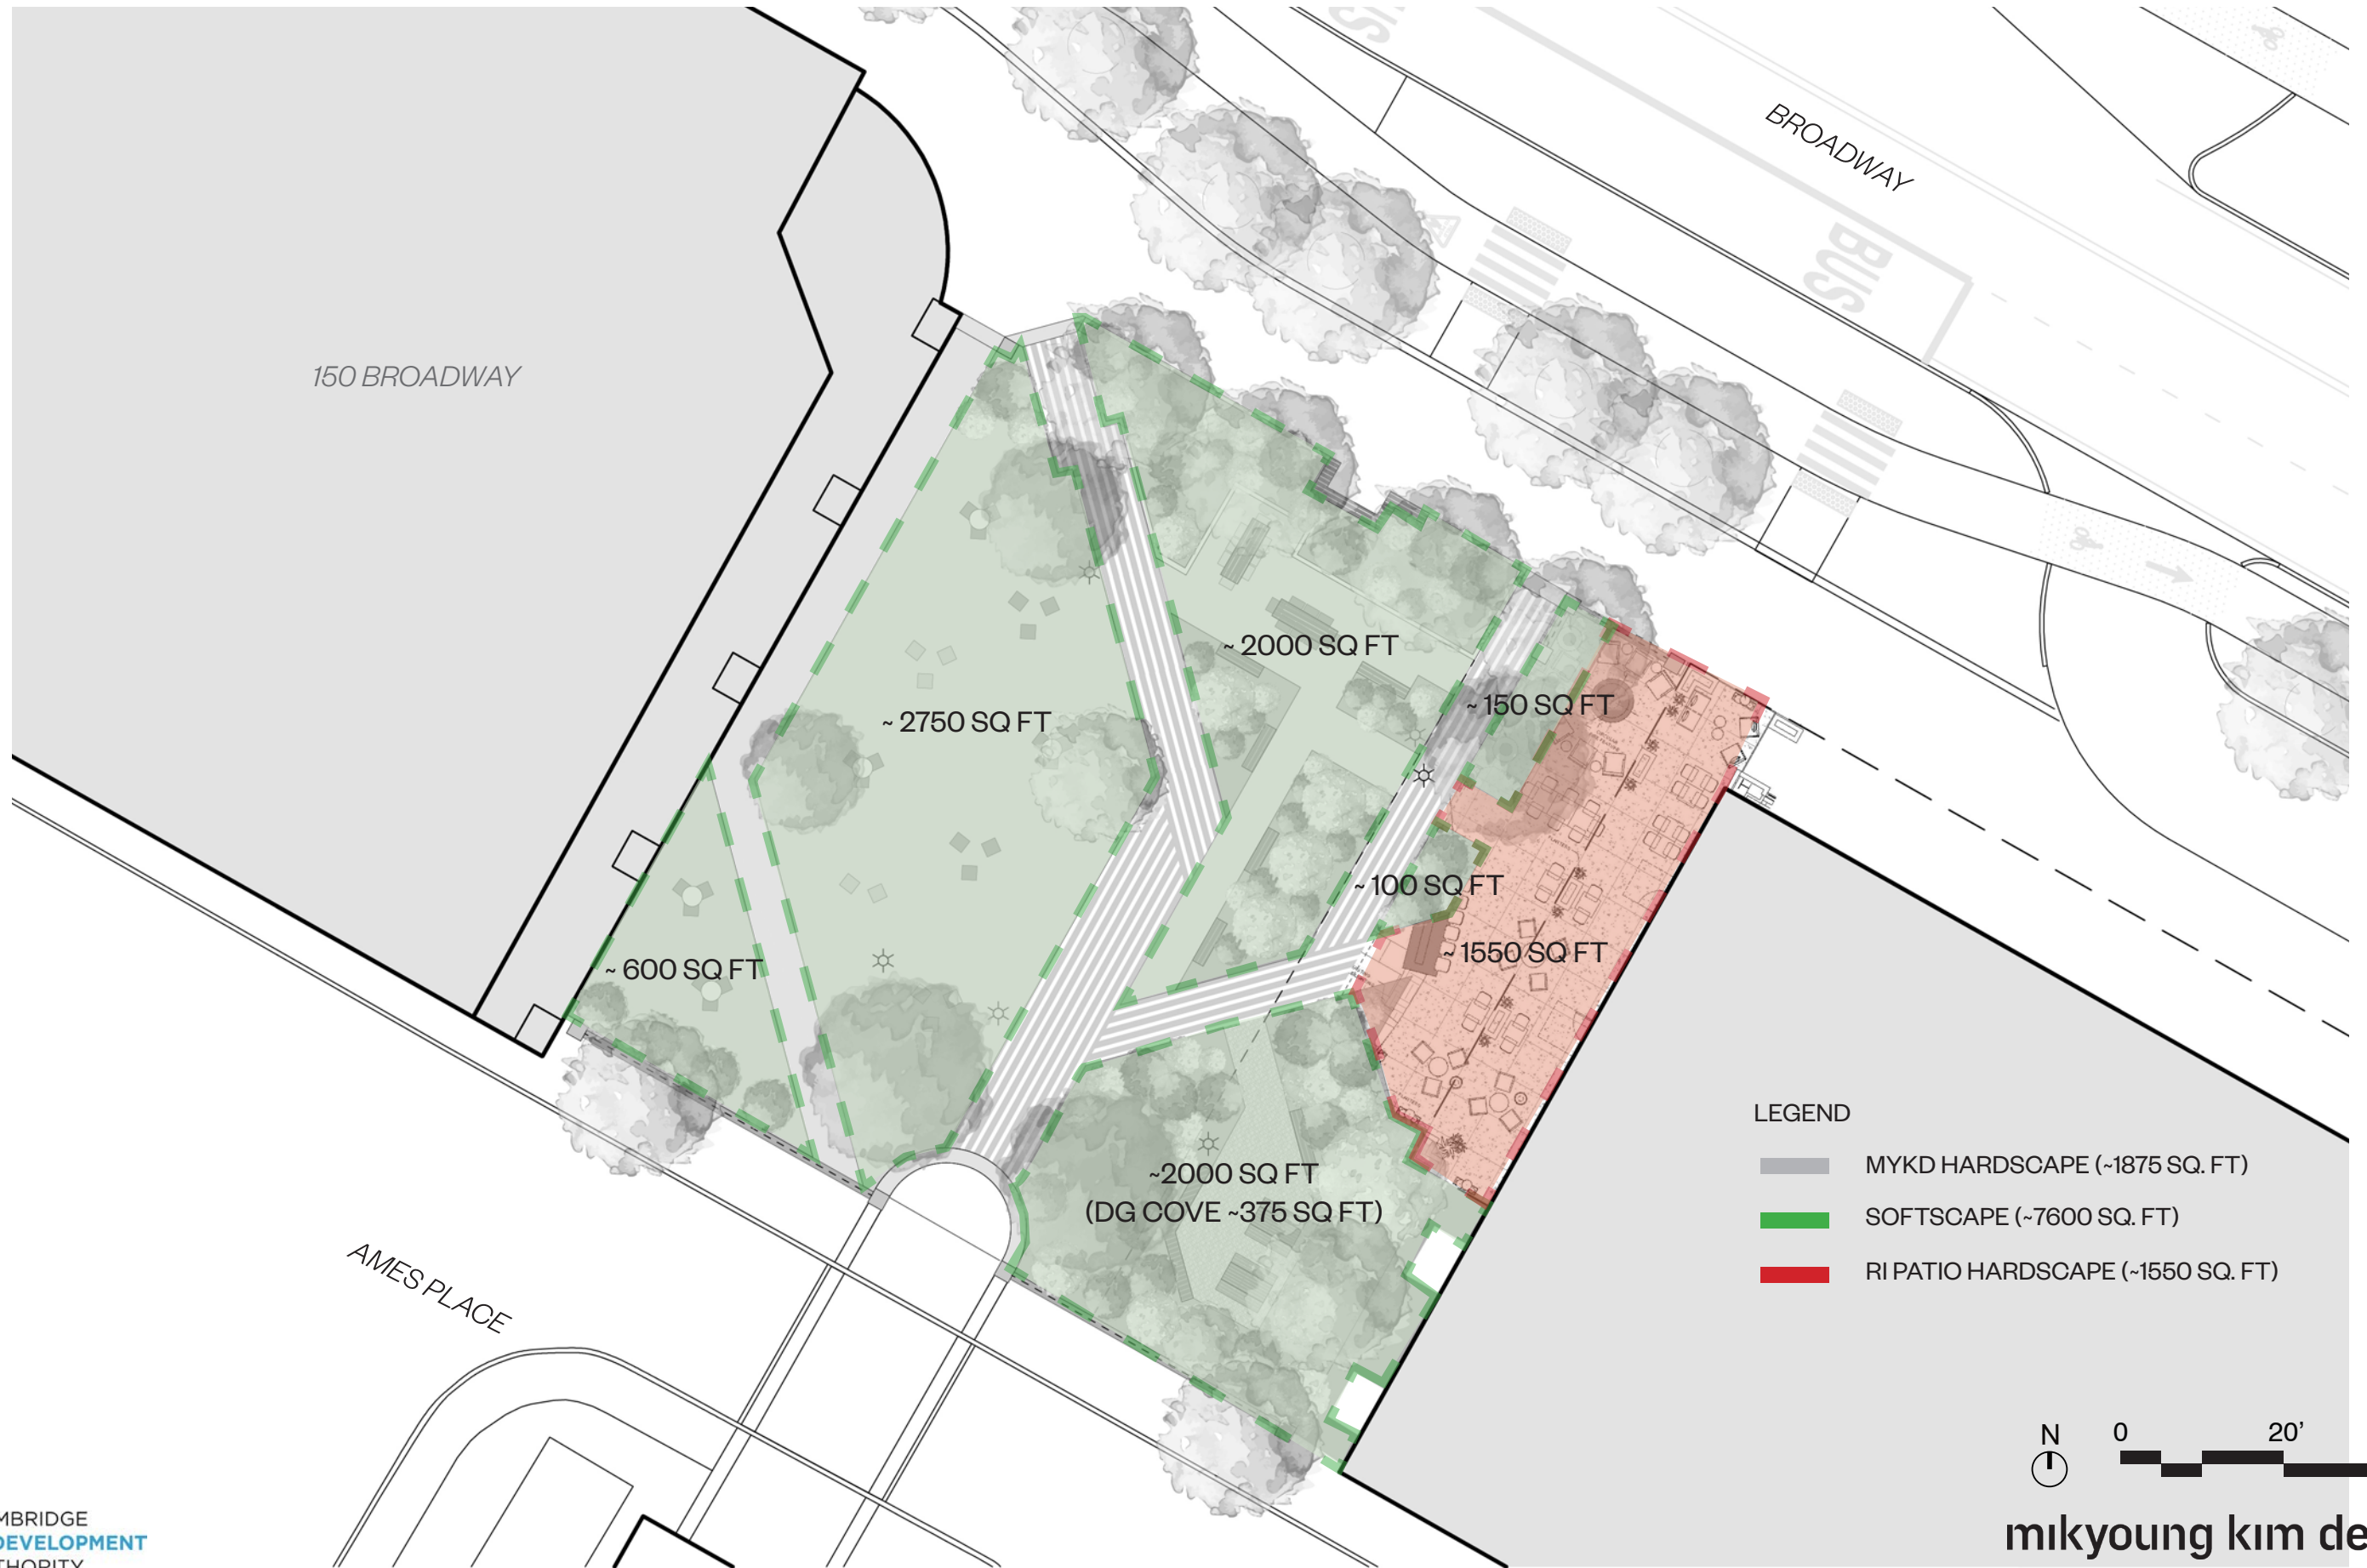 BUS
BROADWAY
BUS
150 BROADWAY
~ 2000 SQ FT
~ 150 SQ FT
~ 2750 SQ FT
~ 100 SQ FT
~ 1550 SQ FT
~ 600 SQ FT
~2000 SQ FT
(DG COVE ~375 SQ FT)
AMES PLACE
LEGEND
MYKD HARDSCAPE (~1875 SQ. FT)
SOFTSCAPE (~7600 SQ. FT)
RI PATIO HARDSCAPE (~1550 SQ. FT)
N
0 20'
MBRIDGE
DEVELOPMENT
THORITY
mikyoung kim de